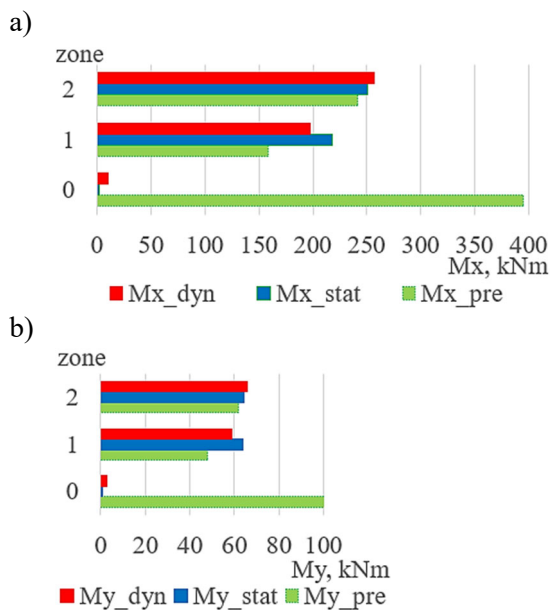 a)
zone
2
1
0
0 50 100 150 200 250 300 350 400
Mx, kNm
Mx_dyn Mx_stat Mx_pre
b)
zone
2
1
0
0 20 40 60 80 100
My, kNm
My_dyn My_stat My_pre